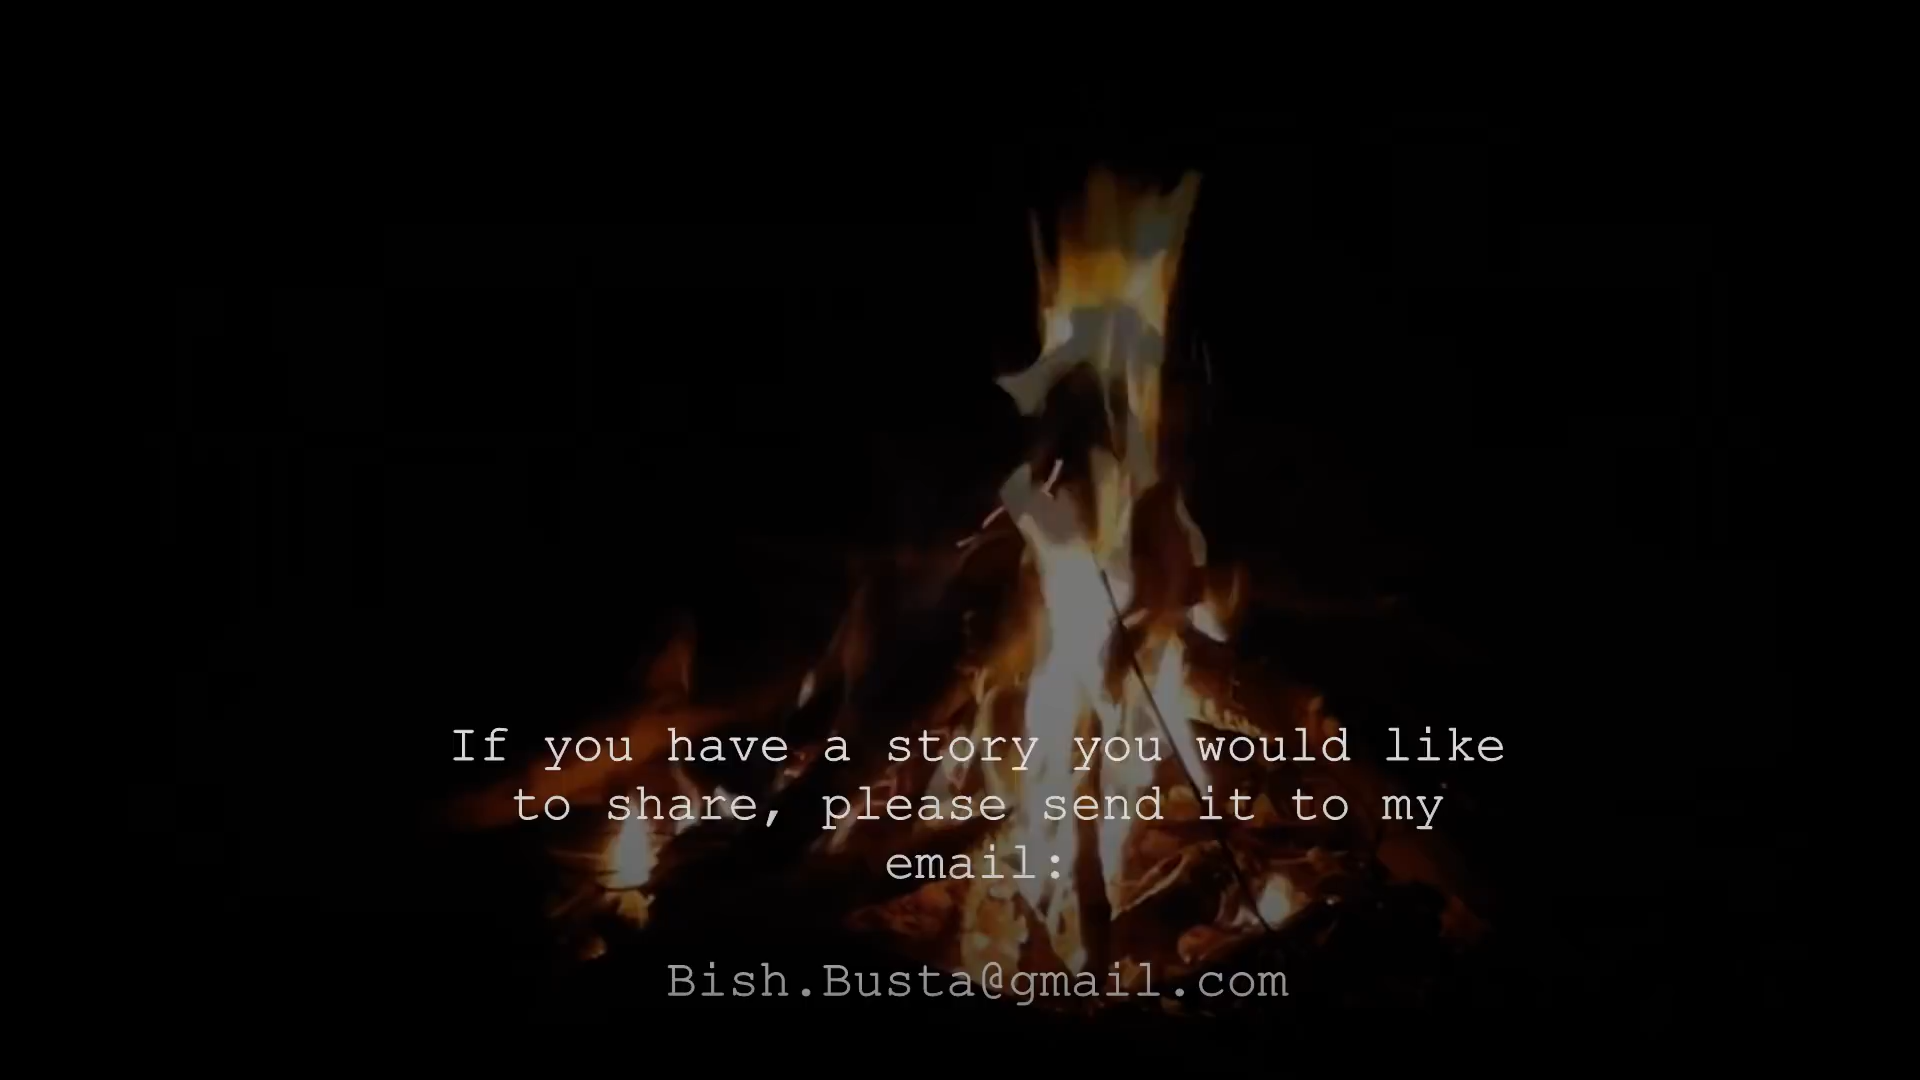 If you have a story you would like
to share, please send it to my
email:
Bish.Busta@gmail.com